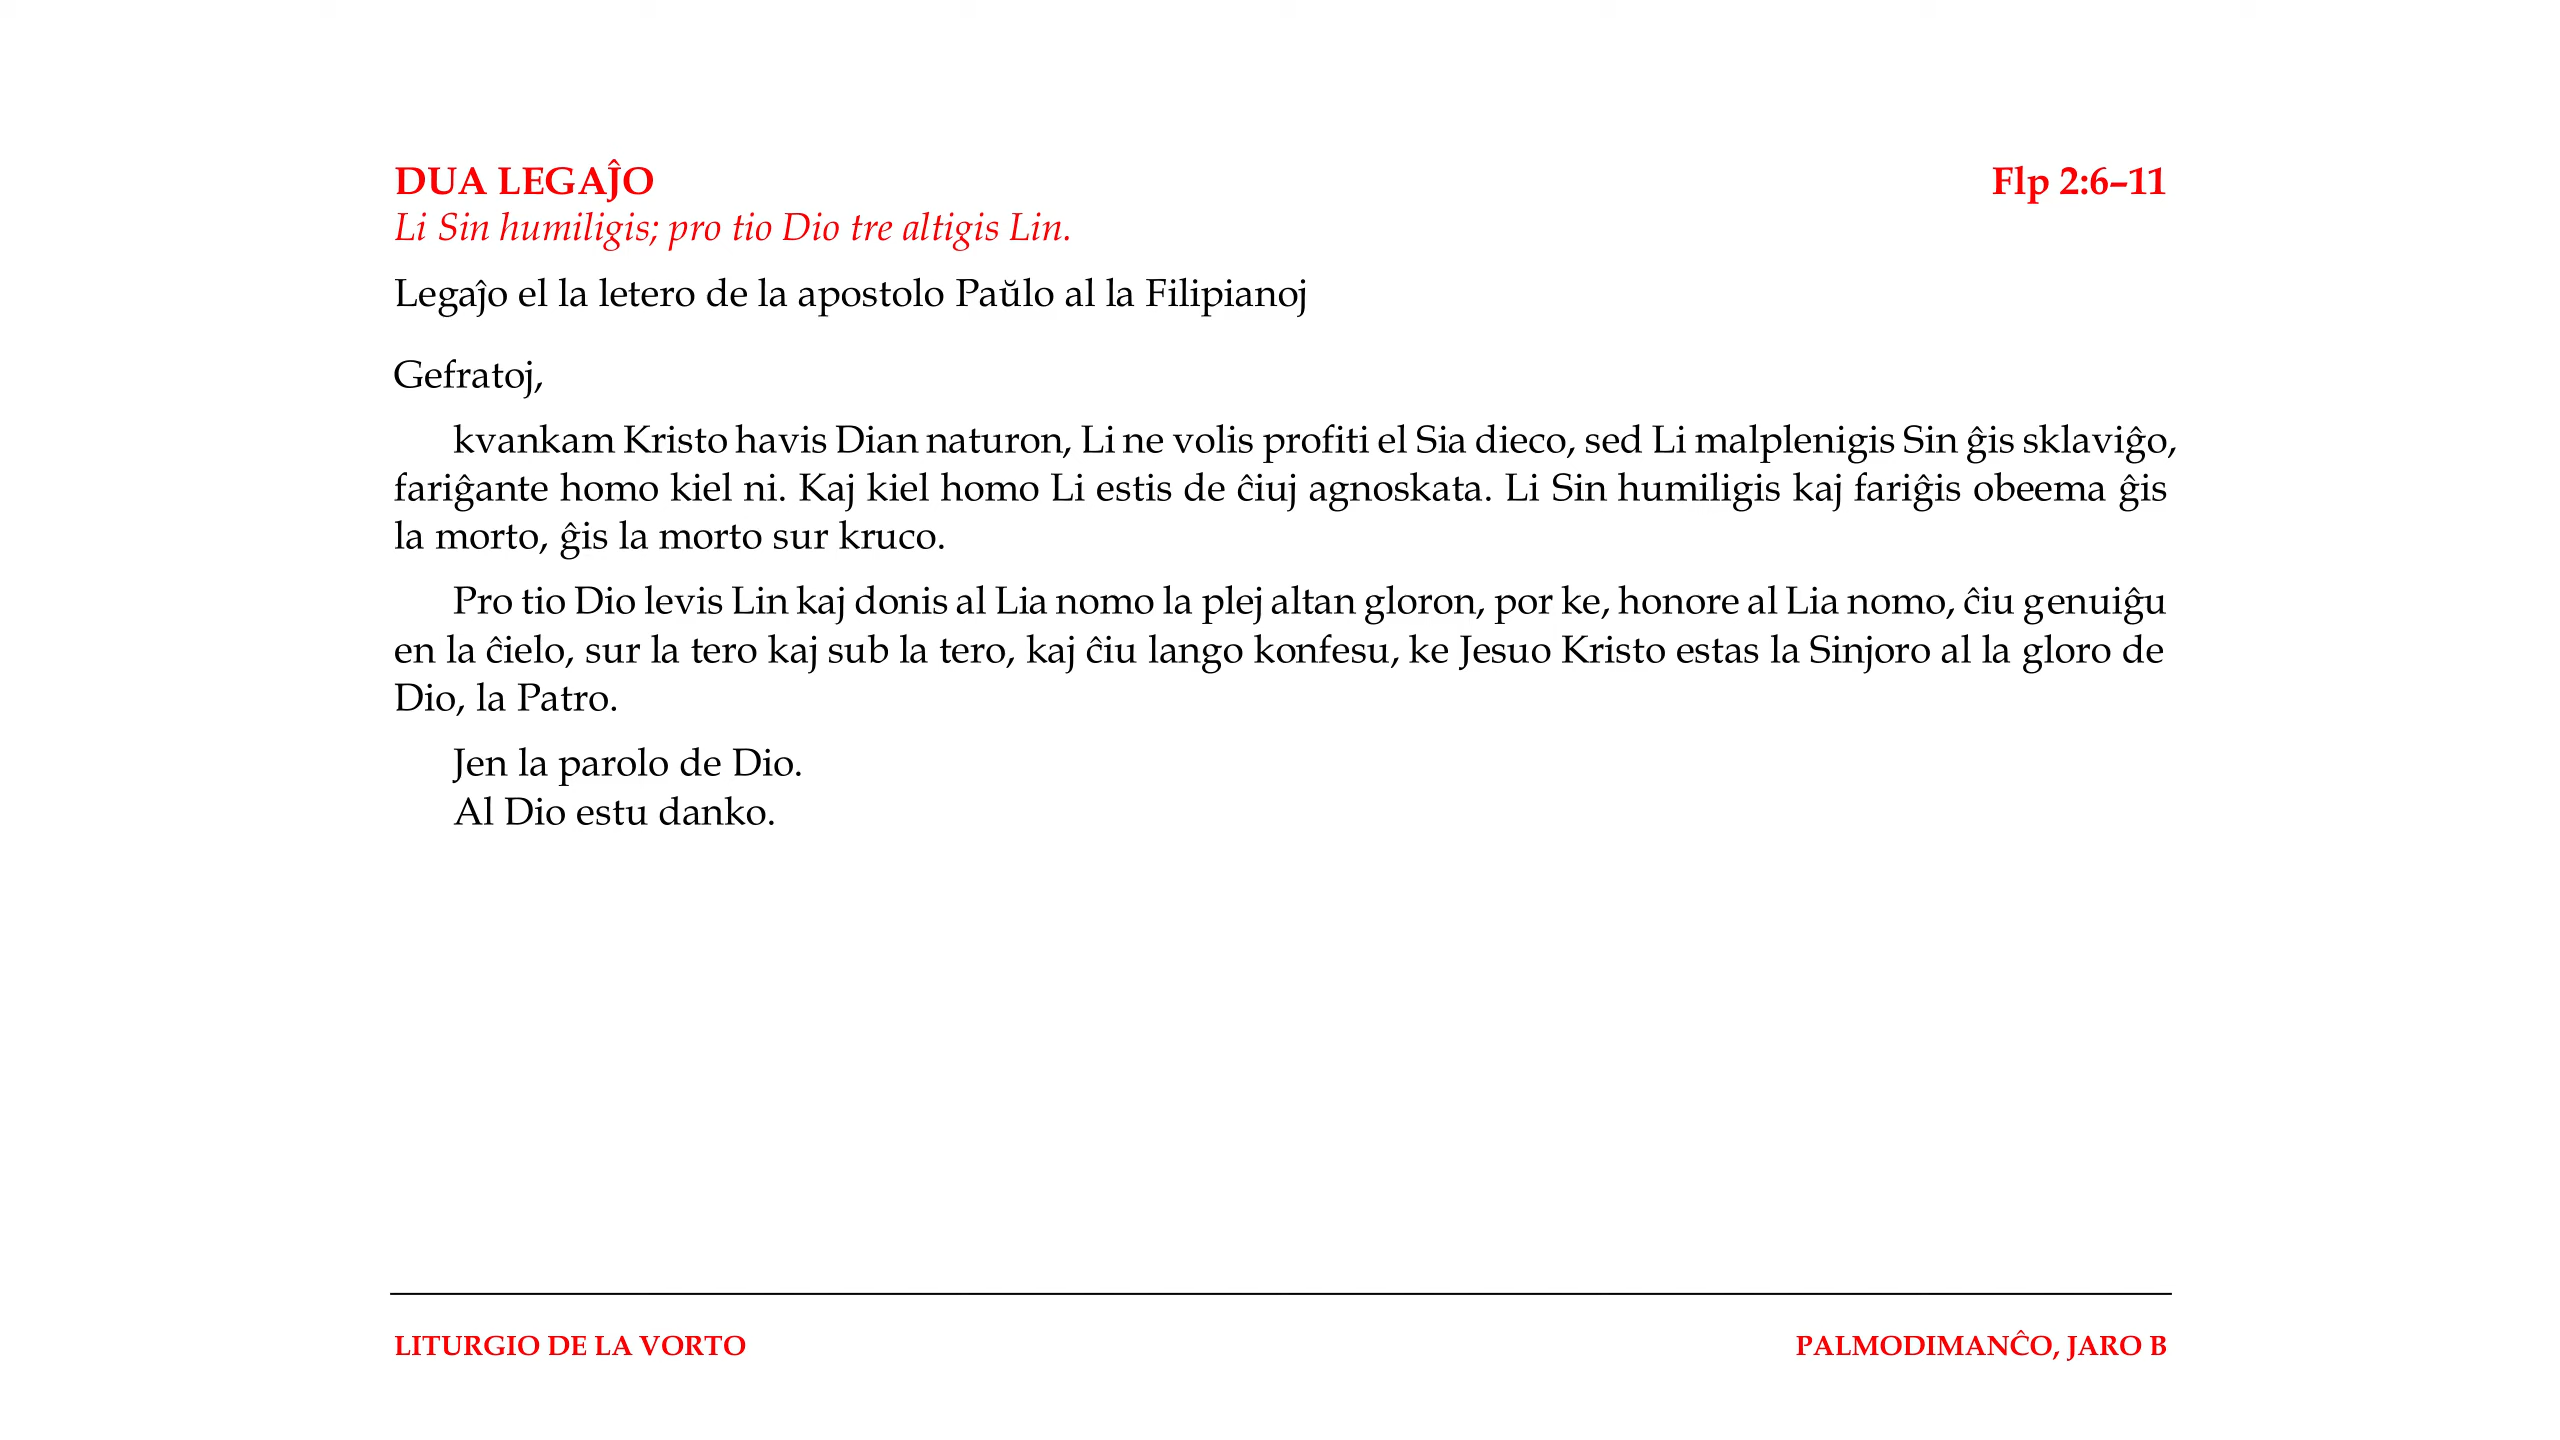 DUA LEGAĴO Flp 2:6–11
Li Sin humiligis; pro tio Dio tre altigis Lin.
Legaĵo el la letero de la apostolo Paŭlo al la Filipianoj
Gefratoj,
kvankam Kristo havis Dian naturon, Li ne volis profiti el Sia dieco, sed Li malplenigis Sin ĝis sklaviĝo,
fariĝante homo kiel ni. Kaj kiel homo Li estis de ĉiuj agnoskata. Li Sin humiligis kaj fariĝis obeema ĝis
la morto, ĝis la morto sur kruco.
Pro tio Dio levis Lin kaj donis al Lia nomo la plej altan gloron, por ke, honore al Lia nomo, ĉiu genuiĝu
en la ĉielo, sur la tero kaj sub la tero, kaj ĉiu lango konfesu, ke Jesuo Kristo estas la Sinjoro al la gloro de
Dio, la Patro.
Jen la parolo de Dio.
Al Dio estu danko.
LITURGIO DE LA VORTO PALMODIMANĈO, JARO B